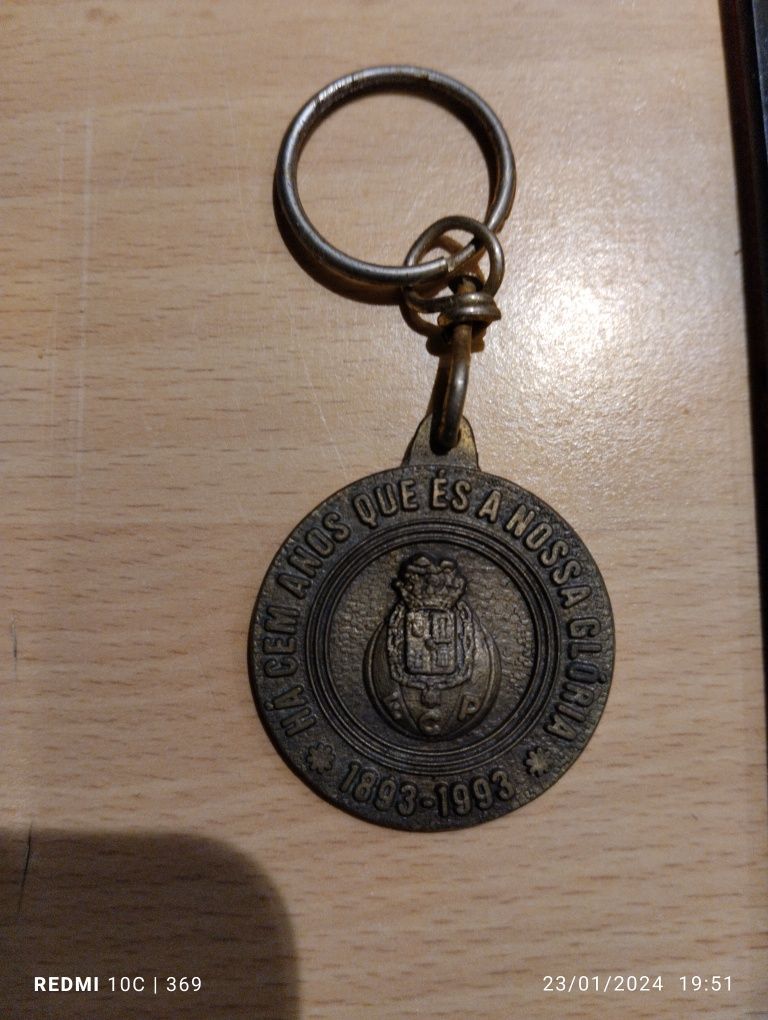 HÁ CEM ANOS QUE ÉS A NOSSA GLÓRIA
F C P
* 1893-1993 *
REDMI 10C | 369
23/01/2024 19:51